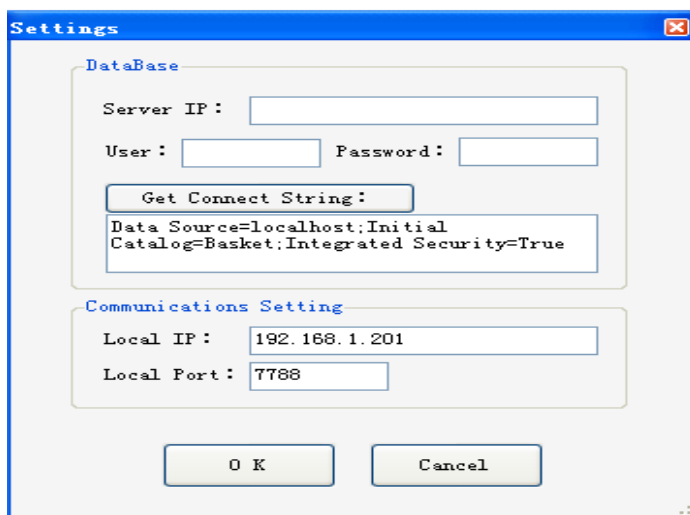 Settings
DataBase
Server IP:
User: Password:
Get Connect String:
Data Source=localhost;Initial
Catalog=Basket;Integrated Security=True
Communications Setting
Local IP: 192.168.1.201
Local Port: 7788
O K Cancel